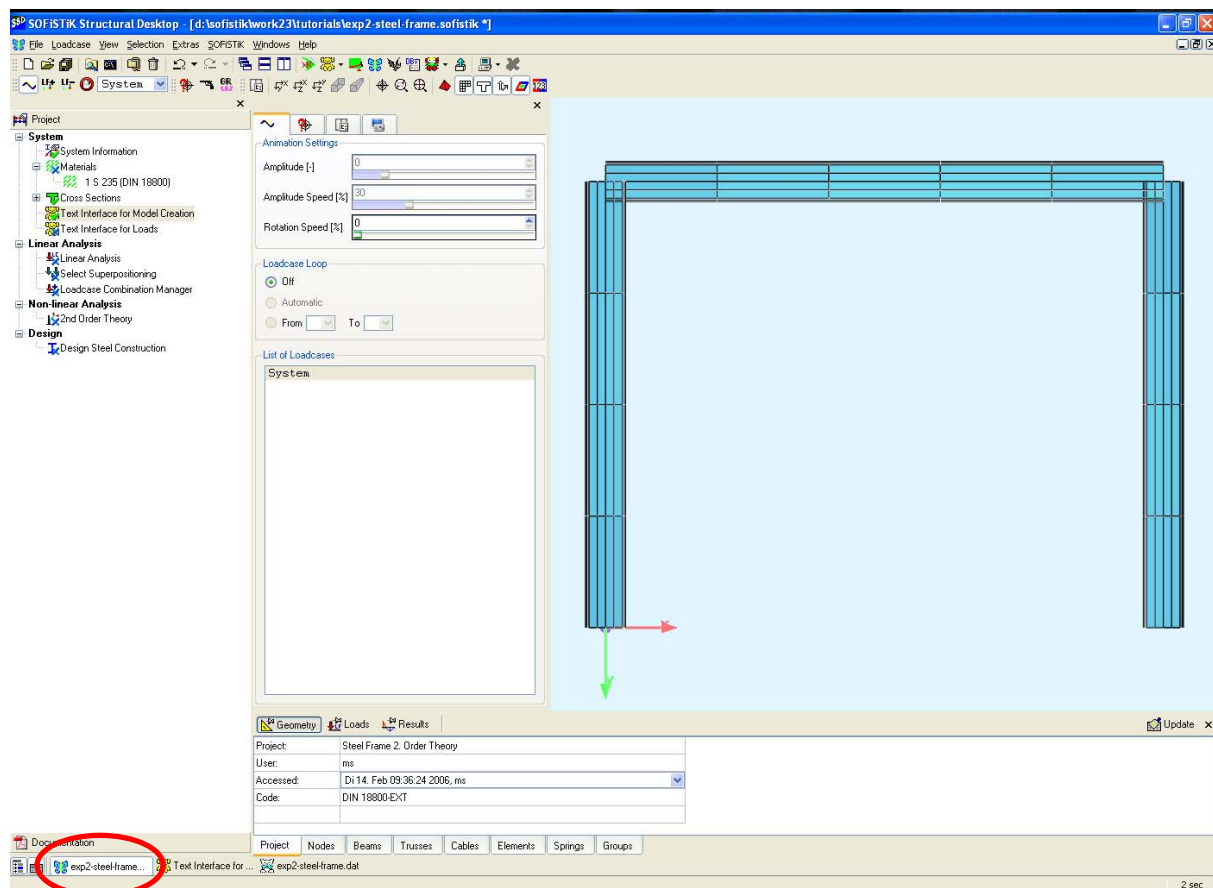 SOFiSTiK Structural Desktop - [d:\sofistik\work23\tutorials\exp2-steel-frame.sofistik *]
File Loadcase View Selection Extras SOFiSTiK Windows Help
System
Project
System
System Information
Materials
1 S 235 (DIN 18800)
Cross Sections
Text Interface for Model Creation
Text Interface for Loads
Linear Analysis
Linear Analysis
Select Superpositioning
Loadcase Combination Manager
Non-linear Analysis
2nd Order Theory
Design
Design Steel Construction
Animation Settings
Amplitude [-] 0
Amplitude Speed [%] 30
Rotation Speed [%] 0
Loadcase Loop
Off
Automatic
From To
List of Loadcases
System
Geometry Loads Results Update
Project: Steel Frame 2. Order Theory
User: ms
Accessed: Di 14. Feb 09:36:24 2006, ms
Code: DIN 18800-EXT
Documentation
Project Nodes Beams Trusses Cables Elements Springs Groups
exp2-steel-frame... Text Interface for ... exp2-steel-frame.dat
2 sec